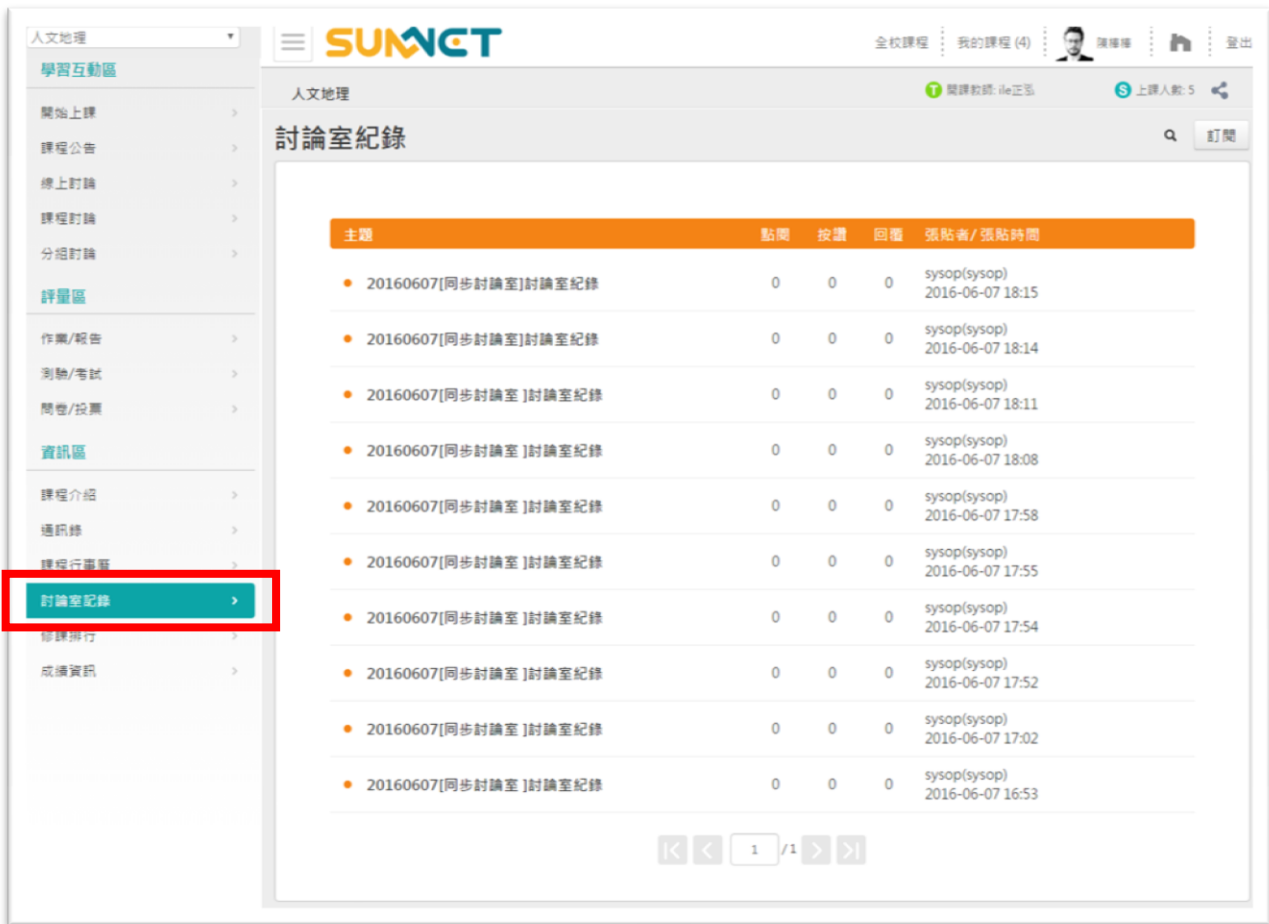 人文地理
學習互動區
開始上課
課程公告
線上討論
課程討論
分組討論
評量區
作業/報告
測驗/考試
問卷/投票
資訊區
課程介紹
通訊錄
課程行事曆
討論室記錄
修課排行
成績資訊
SUNNET
全校課程 我的課程 (4) 登出
人文地理
T 開課教師: ile正泓 S 上課人數: 5
討論室紀錄 訂閱
主題 點閱 按讚 回覆 張貼者/ 張貼時間
20160607[同步討論室]討論室紀錄 0 0 0 sysop(sysop)
2016-06-07 18:15
20160607[同步討論室]討論室紀錄 0 0 0 sysop(sysop)
2016-06-07 18:14
20160607[同步討論室 ]討論室紀錄 0 0 0 sysop(sysop)
2016-06-07 18:11
20160607[同步討論室 ]討論室紀錄 0 0 0 sysop(sysop)
2016-06-07 18:08
20160607[同步討論室 ]討論室紀錄 0 0 0 sysop(sysop)
2016-06-07 17:58
20160607[同步討論室 ]討論室紀錄 0 0 0 sysop(sysop)
2016-06-07 17:55
20160607[同步討論室 ]討論室紀錄 0 0 0 sysop(sysop)
2016-06-07 17:54
20160607[同步討論室 ]討論室紀錄 0 0 0 sysop(sysop)
2016-06-07 17:52
20160607[同步討論室 ]討論室紀錄 0 0 0 sysop(sysop)
2016-06-07 17:02
20160607[同步討論室 ]討論室紀錄 0 0 0 sysop(sysop)
2016-06-07 16:53
1 /1